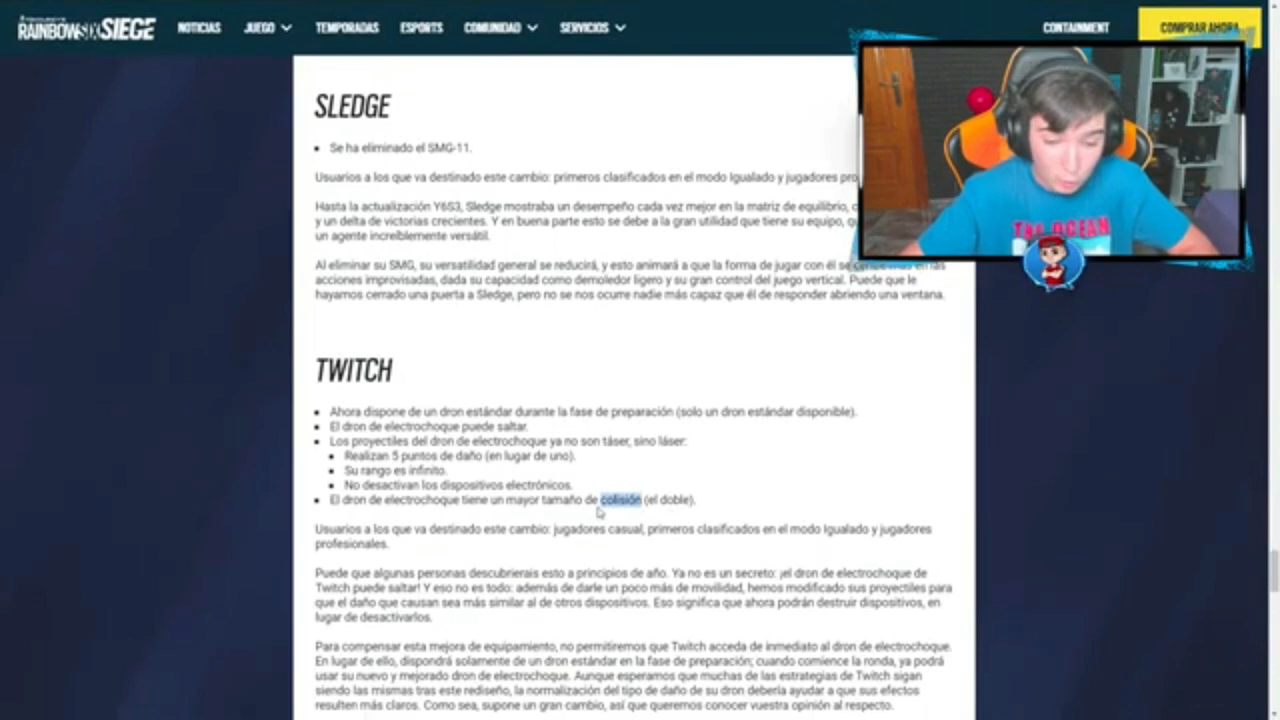 RAINBOWSIX SIEGE
NOTICIAS
JUEGO
TEMPORADAS
ESPORTS
COMUNIDAD
SERVICIOS
CONTAINMENT
COMPRAR AHORA
SLEDGE
Se ha eliminado el SMG-11.
Usuarios a los que va destinado este cambio: primeros clasificados en el modo Igualado y jugadores pro
Hasta la actualización Y6S3, Sledge mostraba un desempeño cada vez mejor en la matriz de equilibrio,
y un delta de victorias crecientes. Y en buena parte esto se debe a la gran utilidad que tiene su equipo,
un agente increíblemente versátil.
Al eliminar su SMG, su versatilidad general se reducirá, y esto animará a que la forma de jugar con él se en las
acciones improvisadas, dada su capacidad como demoledor ligero y su gran control del juego vertical. Puede que le
hayamos cerrado una puerta a Sledge, pero no se nos ocurre nadie más capaz que él de responder abriendo una ventana.
TWITCH
Ahora dispone de un dron estándar durante la fase de preparación (solo un dron estándar disponible).
El dron de electrochoque puede saltar.
Los proyectiles del dron de electrochoque ya no son táser, sino láser:
Realizan 5 puntos de daño (en lugar de uno).
Su rango es infinito.
No desactivan los dispositivos electrónicos.
El dron de electrochoque tiene un mayor tamaño de colisión (el doble).
Usuarios a los que va destinado este cambio: jugadores casual, primeros clasificados en el modo Igualado y jugadores
profesionales.
Puede que algunas personas descubrierais esto a principios de año. Ya no es un secreto: ¡el dron de electrochoque de
Twitch puede saltar! Y eso no es todo: además de darle un poco más de movilidad, hemos modificado sus proyectiles para
que el daño que causan sea más similar al de otros dispositivos. Eso significa que ahora podrán destruir dispositivos, en
lugar de desactivarlos.
Para compensar esta mejora de equipamiento, no permitiremos que Twitch acceda de inmediato al dron de electrochoque.
En lugar de ello, dispondrá solamente de un dron estándar en la fase de preparación; cuando comience la ronda, ya podrá
usar su nuevo y mejorado dron de electrochoque. Aunque esperamos que muchas de las estrategias de Twitch sigan
siendo las mismas tras este rediseño, la normalización del tipo de daño de su dron debería ayudar a que sus efectos
resulten más claros. Como sea, supone un gran cambio, así que queremos conocer vuestra opinión al respecto.
THE OCEAN